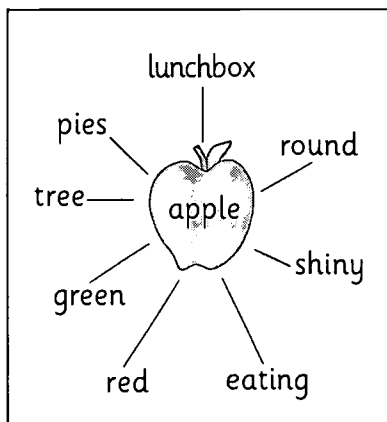 lunchbox
pies
round
tree
apple
shiny
green
red
eating